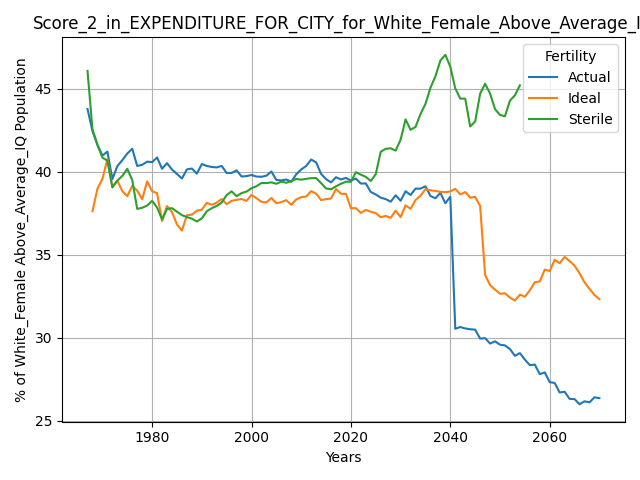 Score_2_in_EXPENDITURE_FOR_CITY_for_White_Female_Above_Average_I
Fertility
Actual
Ideal
Sterile
% of White_Female Above_Average_IQ Population
45
40
35
30
25
1980
2000
2020
2040
2060
Years